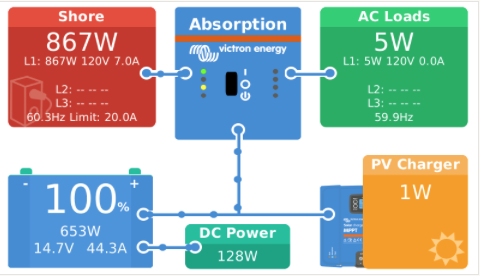 Shore
867W
L1: 867W 120V 7.0A
L2: -- -- --
L3: -- -- --
60.3Hz Limit: 20.0A
Absorption
victron energy
AC Loads
5W
L1: 5W 120V 0.0A
L2: -- -- --
L3: -- -- --
59.9Hz
- +
100%
653W
14.7V 44.3A
DC Power
128W
PV Charger
1W